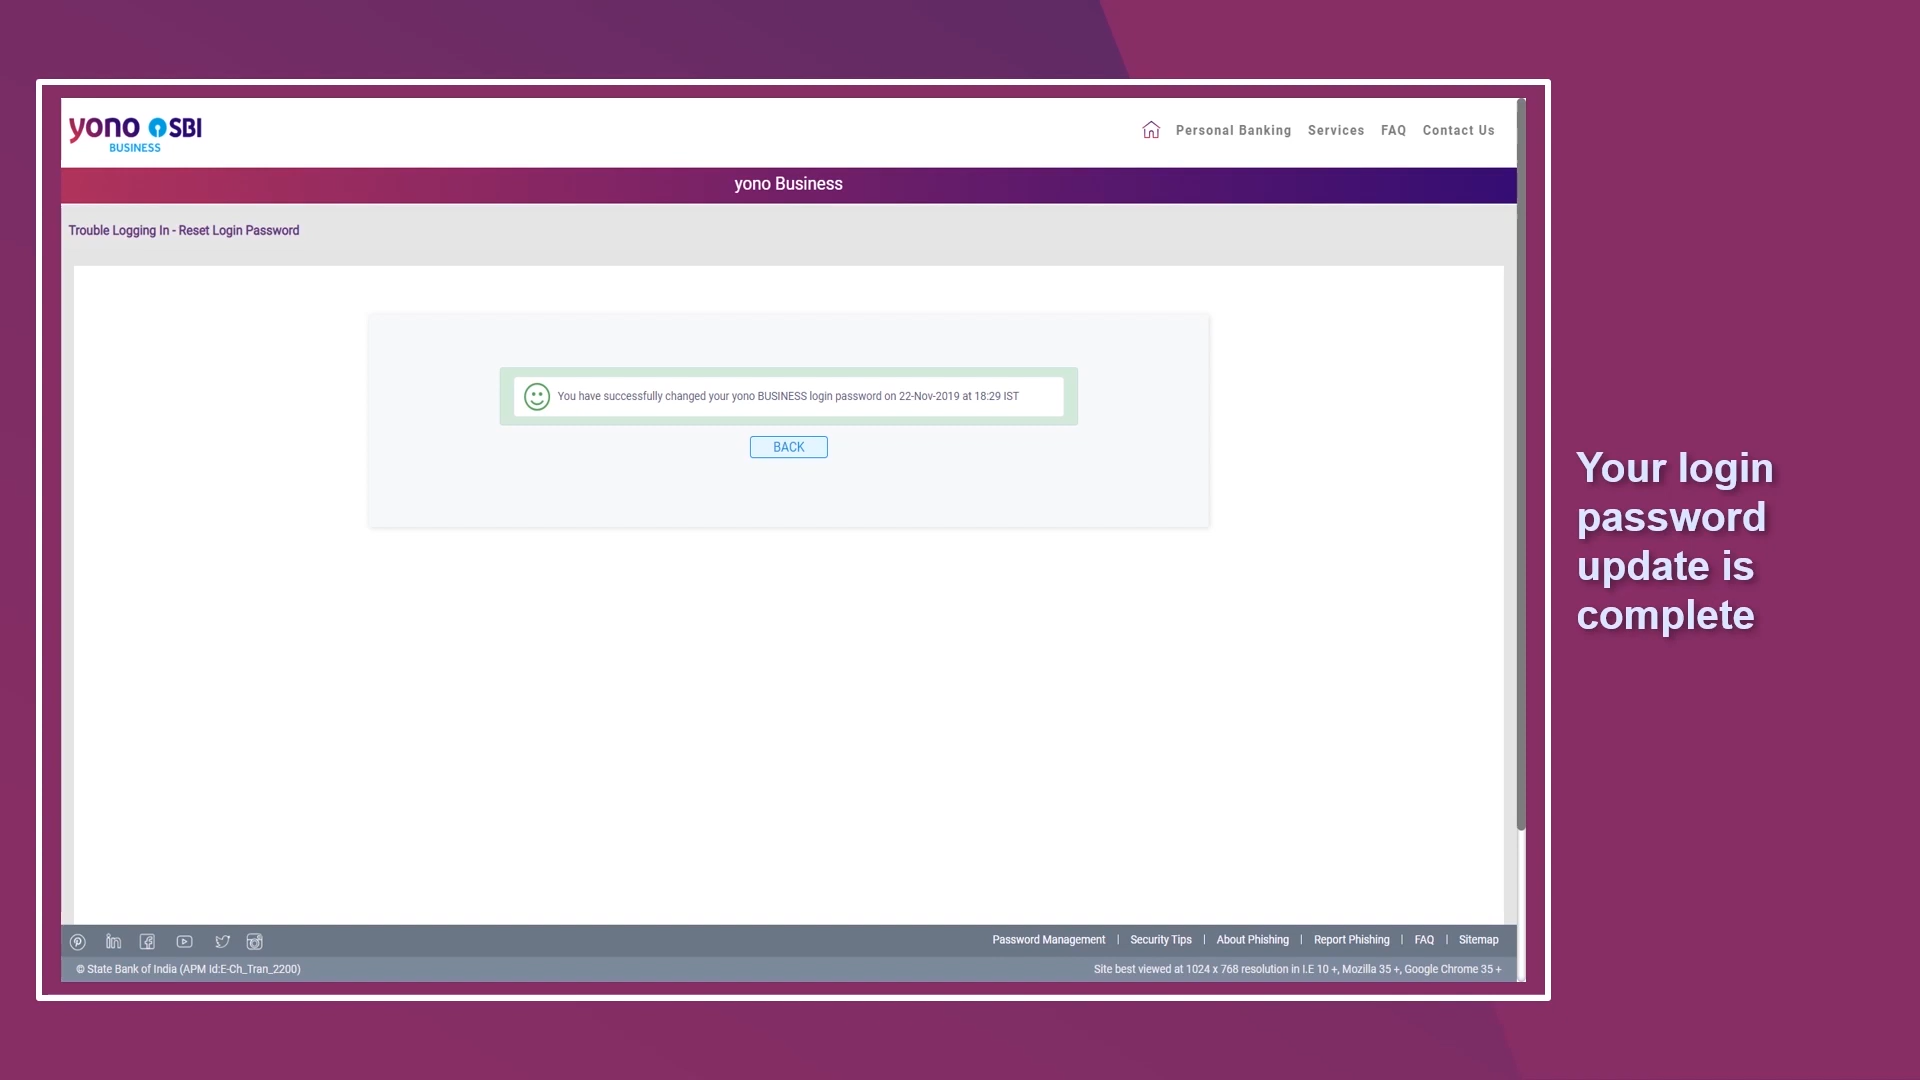 yono SBI
BUSINESS
Personal Banking Services FAQ Contact Us
yono Business
Trouble Logging In - Reset Login Password
You have successfully changed your yono BUSINESS login password on 22-Nov-2019 at 18:29 IST
BACK
Your login
password
update is
complete
Password Management | Security Tips | About Phishing | Report Phishing | FAQ | Sitemap
© State Bank of India (APM Id:E-Ch_Tran_2200)
Site best viewed at 1024 x 768 resolution in I.E 10 +, Mozilla 35 +, Google Chrome 35 +